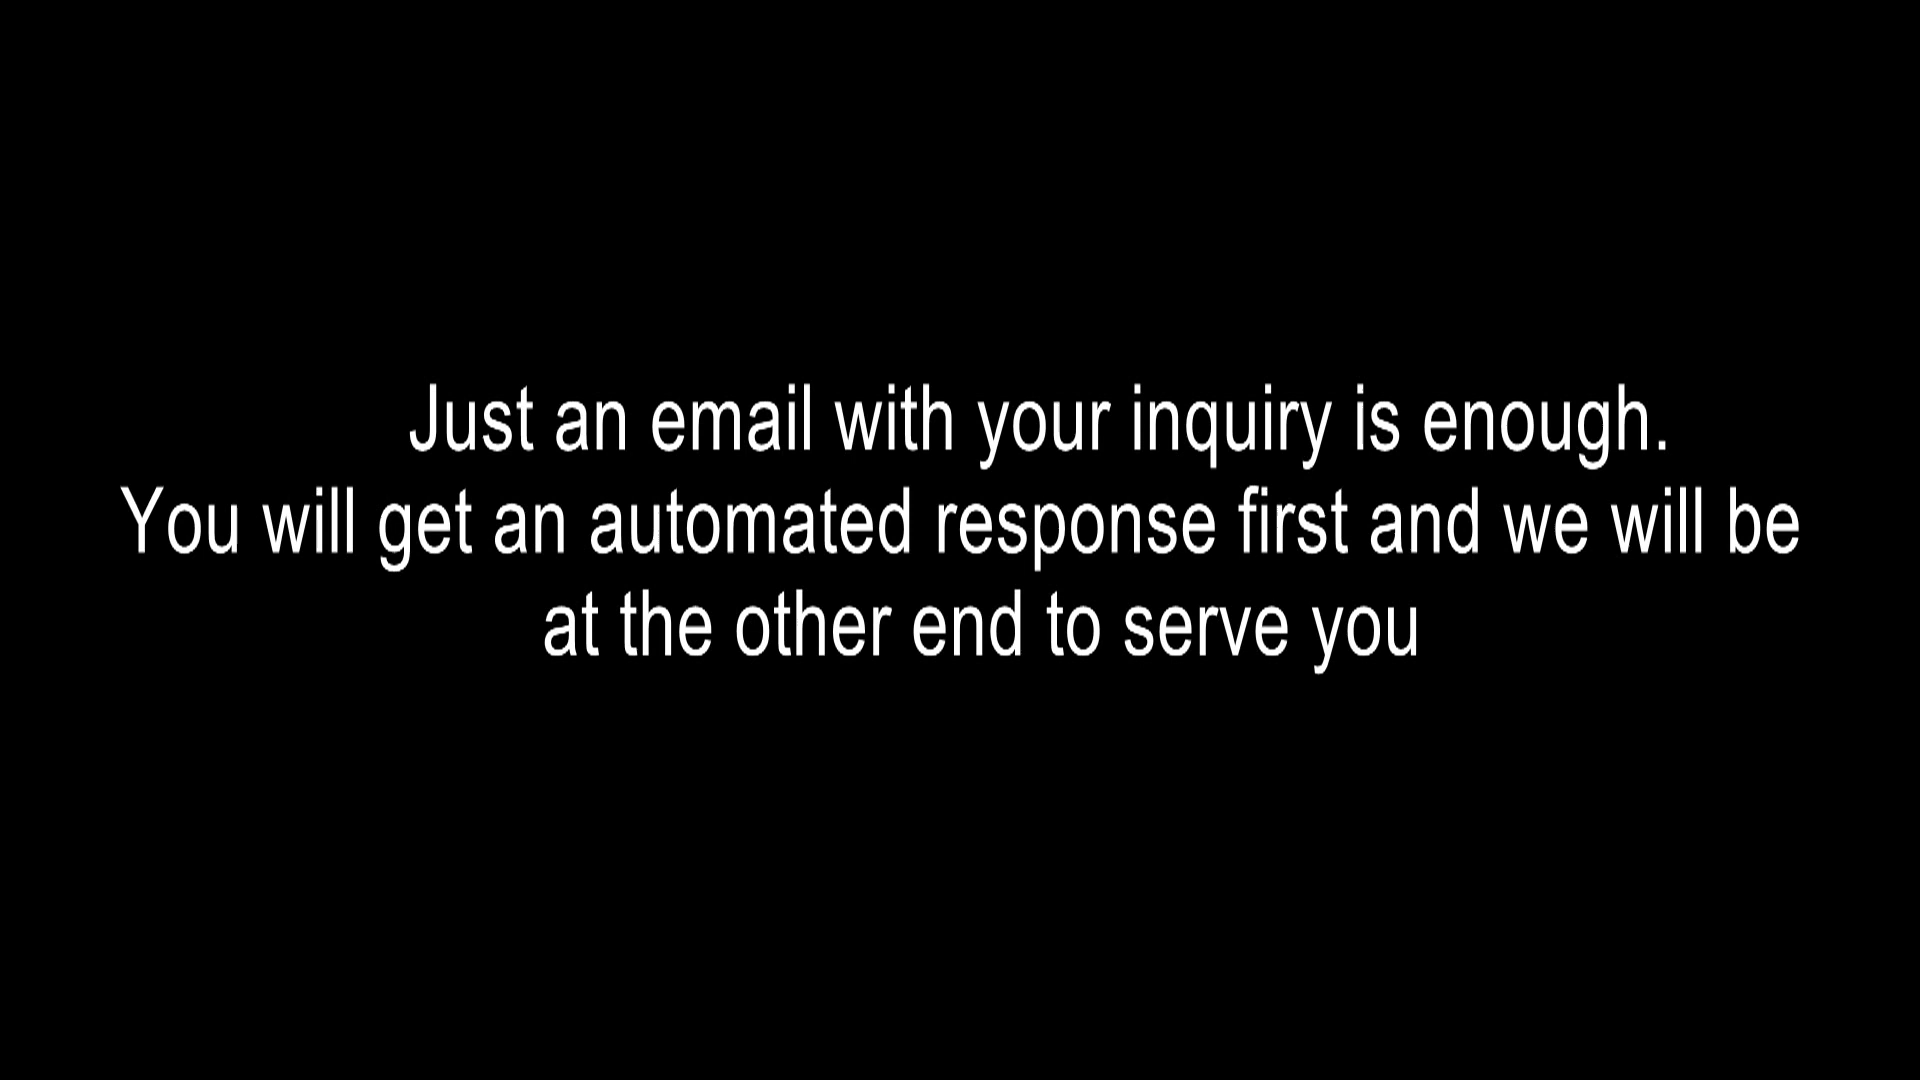 Just an email with your inquiry is enough.
You will get an automated response first and we will be
at the other end to serve you